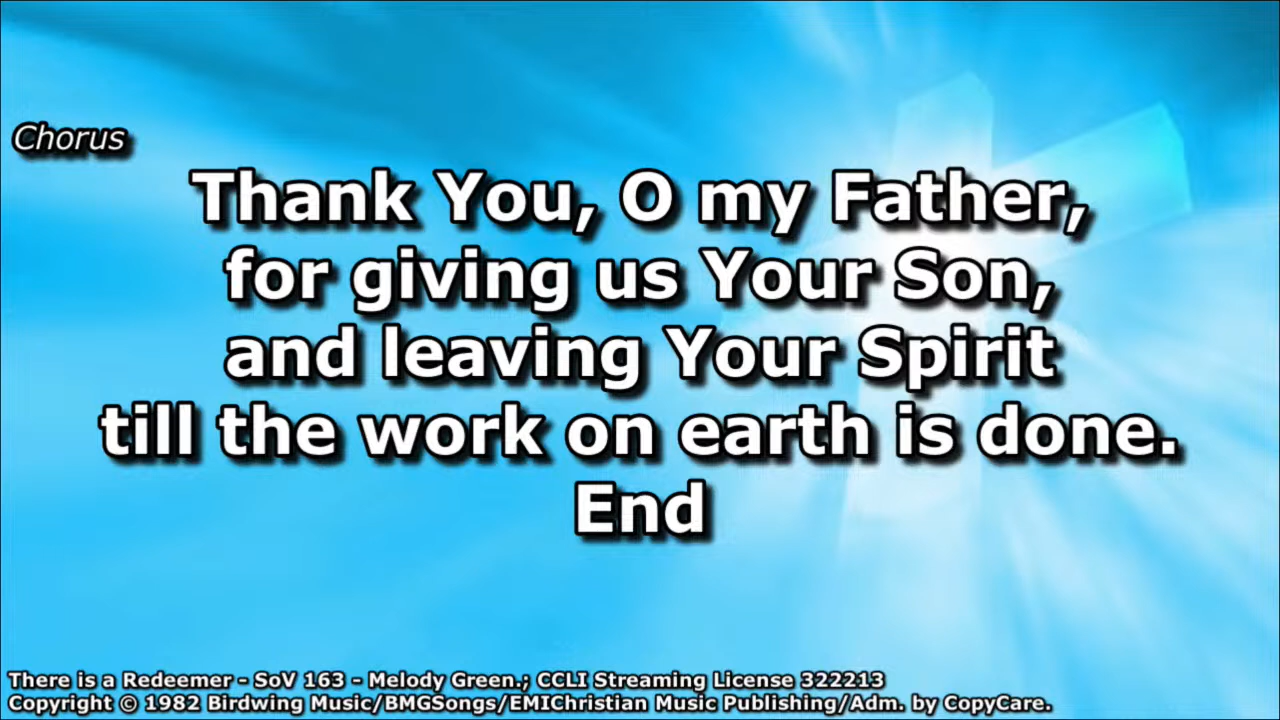 Chorus
Thank You, O my Father,
for giving us Your Son,
and leaving Your Spirit
till the work on earth is done.
End
There is a Redeemer - SoV 163 - Melody Green.; CCLI Streaming License 322213
Copyright © 1982 Birdwing Music/BMGSongs/EMIChristian Music Publishing/Adm. by CopyCare.